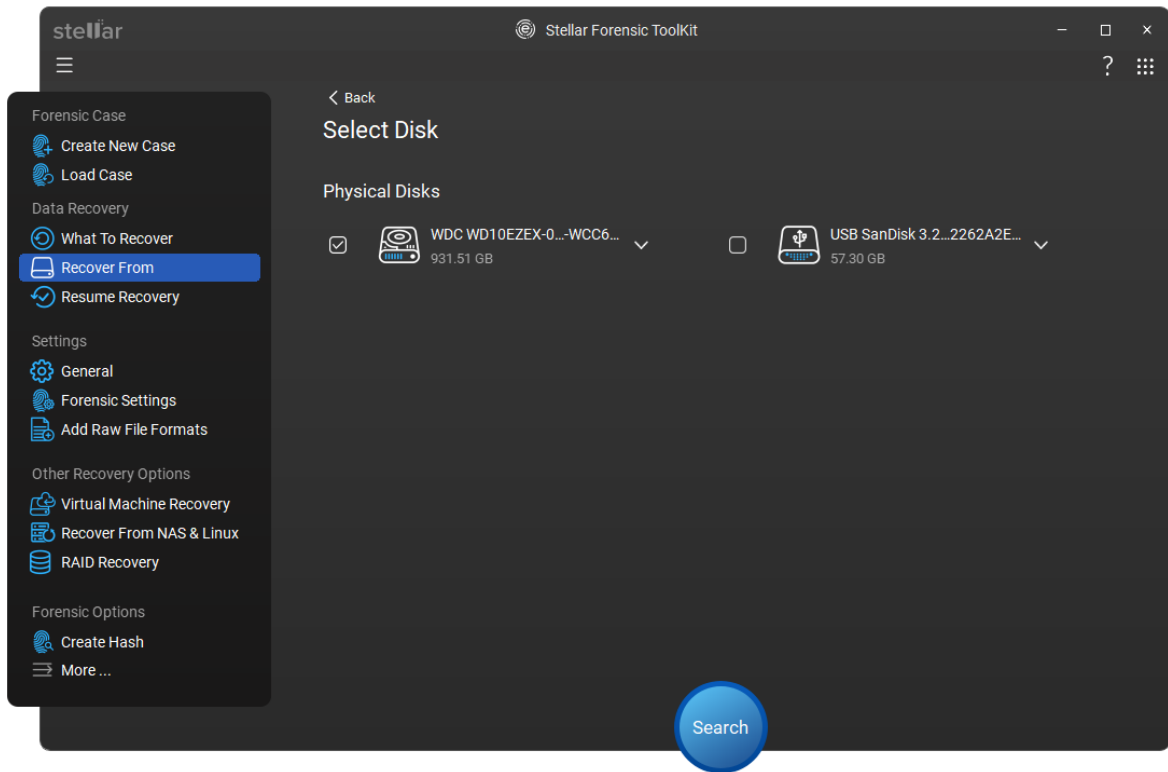 stellar
Stellar Forensic ToolKit
Forensic Case
Create New Case
Load Case
Data Recovery
What To Recover
Recover From
Resume Recovery
Settings
General
Forensic Settings
Add Raw File Formats
Other Recovery Options
Virtual Machine Recovery
Recover From NAS & Linux
RAID Recovery
Forensic Options
Create Hash
More ...
Back
Select Disk
Physical Disks
WDC WD10EZEX-0...-WCC6...
931.51 GB
USB SanDisk 3.2...2262A2E...
57.30 GB
Search